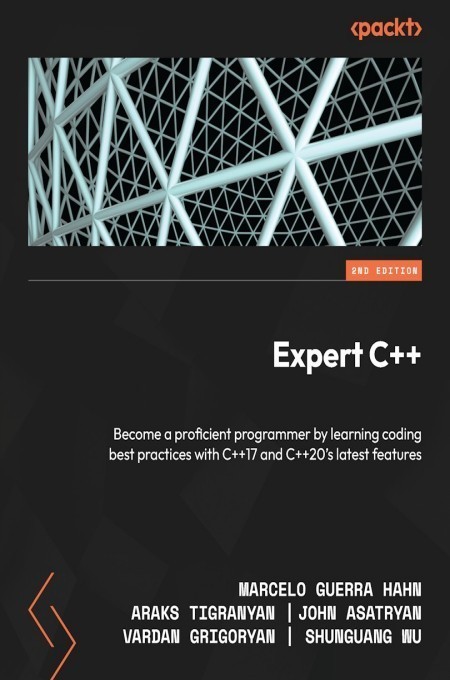 <packt>
2ND EDITION
Expert C++
Become a proficient programmer by learning coding
best practices with C++17 and C++20's latest features
MARCELO GUERRA HAHN
ARAKS TIGRANYAN | JOHN ASATRYAN
VARDAN GRIGORYAN | SHUNGUANG WU